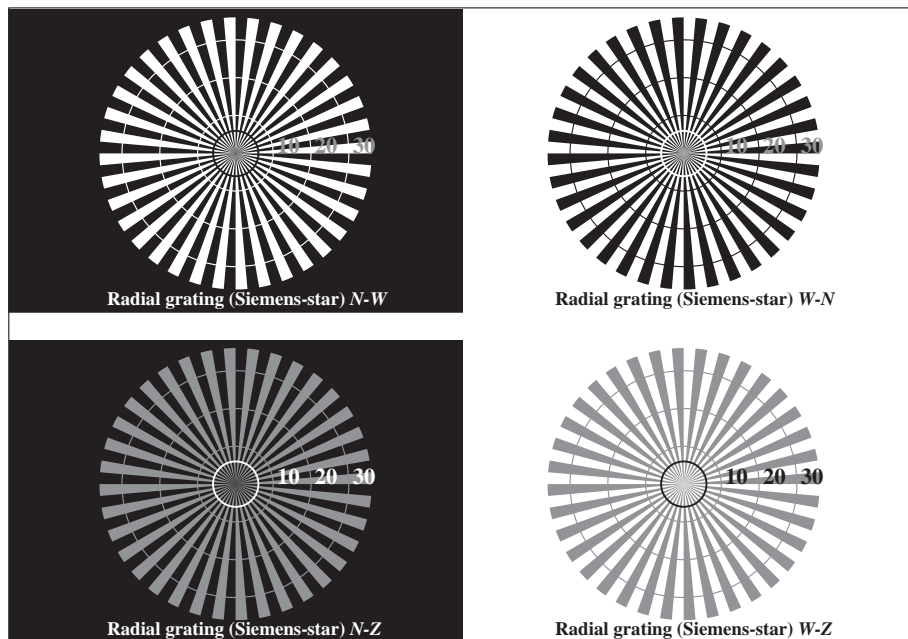 10 20 30
Radial grating (Siemens-star) N-W
10 20 30
Radial grating (Siemens-star) W-N
10 20 30
Radial grating (Siemens-star) N-Z
10 20 30
Radial grating (Siemens-star) W-Z